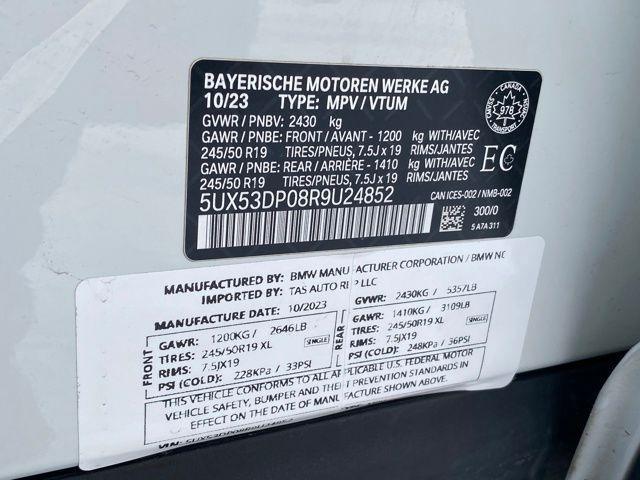 BAYERISCHE MOTOREN WERKE AG
10/23 TYPE: MPV / VTUM
GVWR / PNBV: 2430 kg
GAWR / PNBE: FRONT / AVANT - 1200 kg WITH/AVEC
245/50 R19 TIRES/PNEUS, 7.5J x 19 RIMS/JANTES
GAWR / PNBE: REAR / ARRIÈRE - 1410 kg WITH/AVEC
245/50 R19 TIRES/PNEUS, 7.5J x 19 RIMS/JANTES
5UX53DP08R9U24852
CANADA
978
TRANSPORT
EC
CAN ICES-002 / NMB-002
300/0
5 A7A 311
MANUFACTURED BY: BMW MANUFACTURER CORPORATION / BMW NC
IMPORTED BY: TAS AUTO REP LLC
MANUFACTURE DATE: 10/2023
GVWR: 2430KG / 5357LB
FRONT
GAWR: 1200KG / 2646LB
TIRES: 245/50R19 XL SINGLE
RIMS: 7.5JX19
PSI (COLD): 228KPa / 33PSI
REAR
GAWR: 1410KG / 3109LB
TIRES: 245/50R19 XL SINGLE
RIMS: 7.5JX19
PSI (COLD): 248KPa / 36PSI
THIS VEHICLE CONFORMS TO ALL APPLICABLE U.S. FEDERAL MOTOR
VEHICLE SAFETY, BUMPER AND THEFT PREVENTION STANDARDS IN
EFFECT ON THE DATE OF MANUFACTURE SHOWN ABOVE.
VIN: 5UX53DP08R9U24852